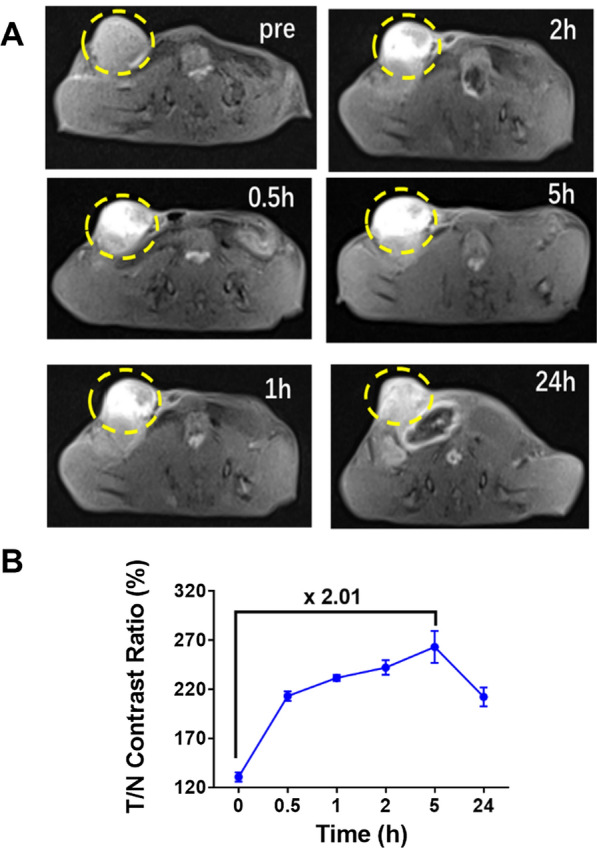 A
pre
2h
0.5h
5h
1h
24h
B
T/N Contrast Ratio (%)
x 2.01
320
270
220
170
120
0 0.5 1 2 5 24
Time (h)